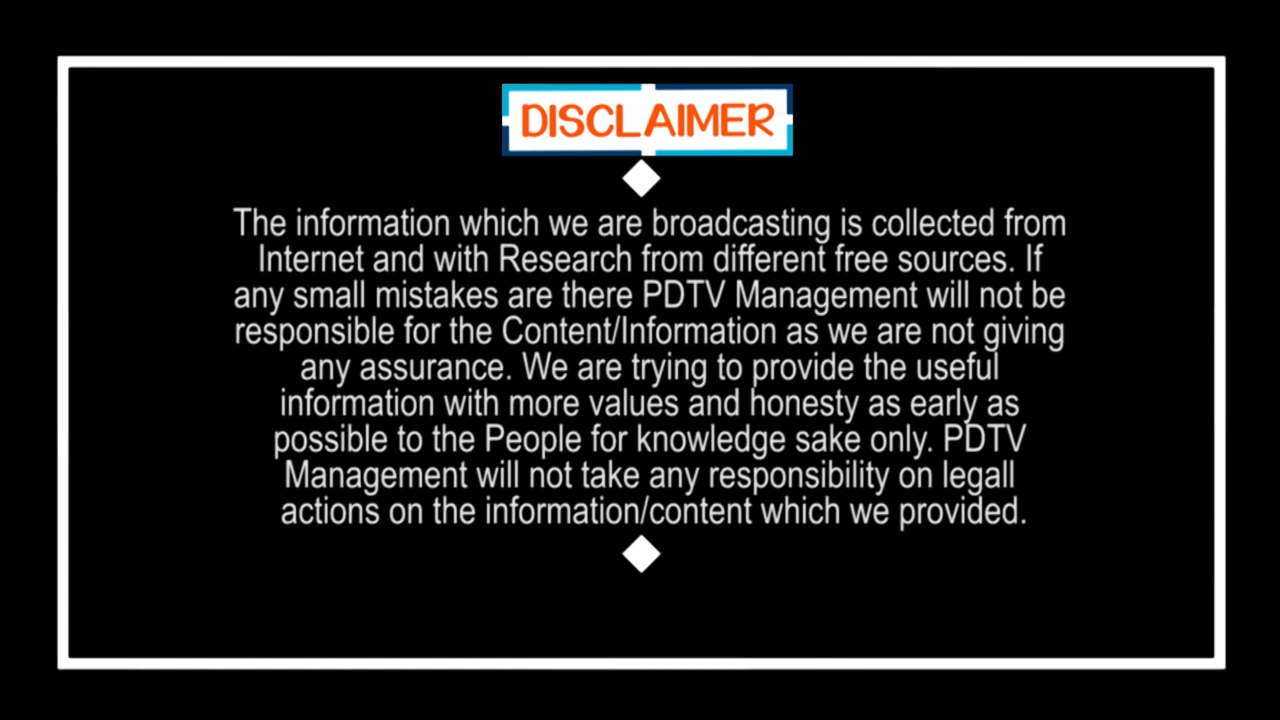 DISCLAIMER
The information which we are broadcasting is collected from
Internet and with Research from different free sources. If
any small mistakes are there PDTV Management will not be
responsible for the Content/Information as we are not giving
any assurance. We are trying to provide the useful
information with more values and honesty as early as
possible to the People for knowledge sake only. PDTV
Management will not take any responsibility on legall
actions on the information/content which we provided.